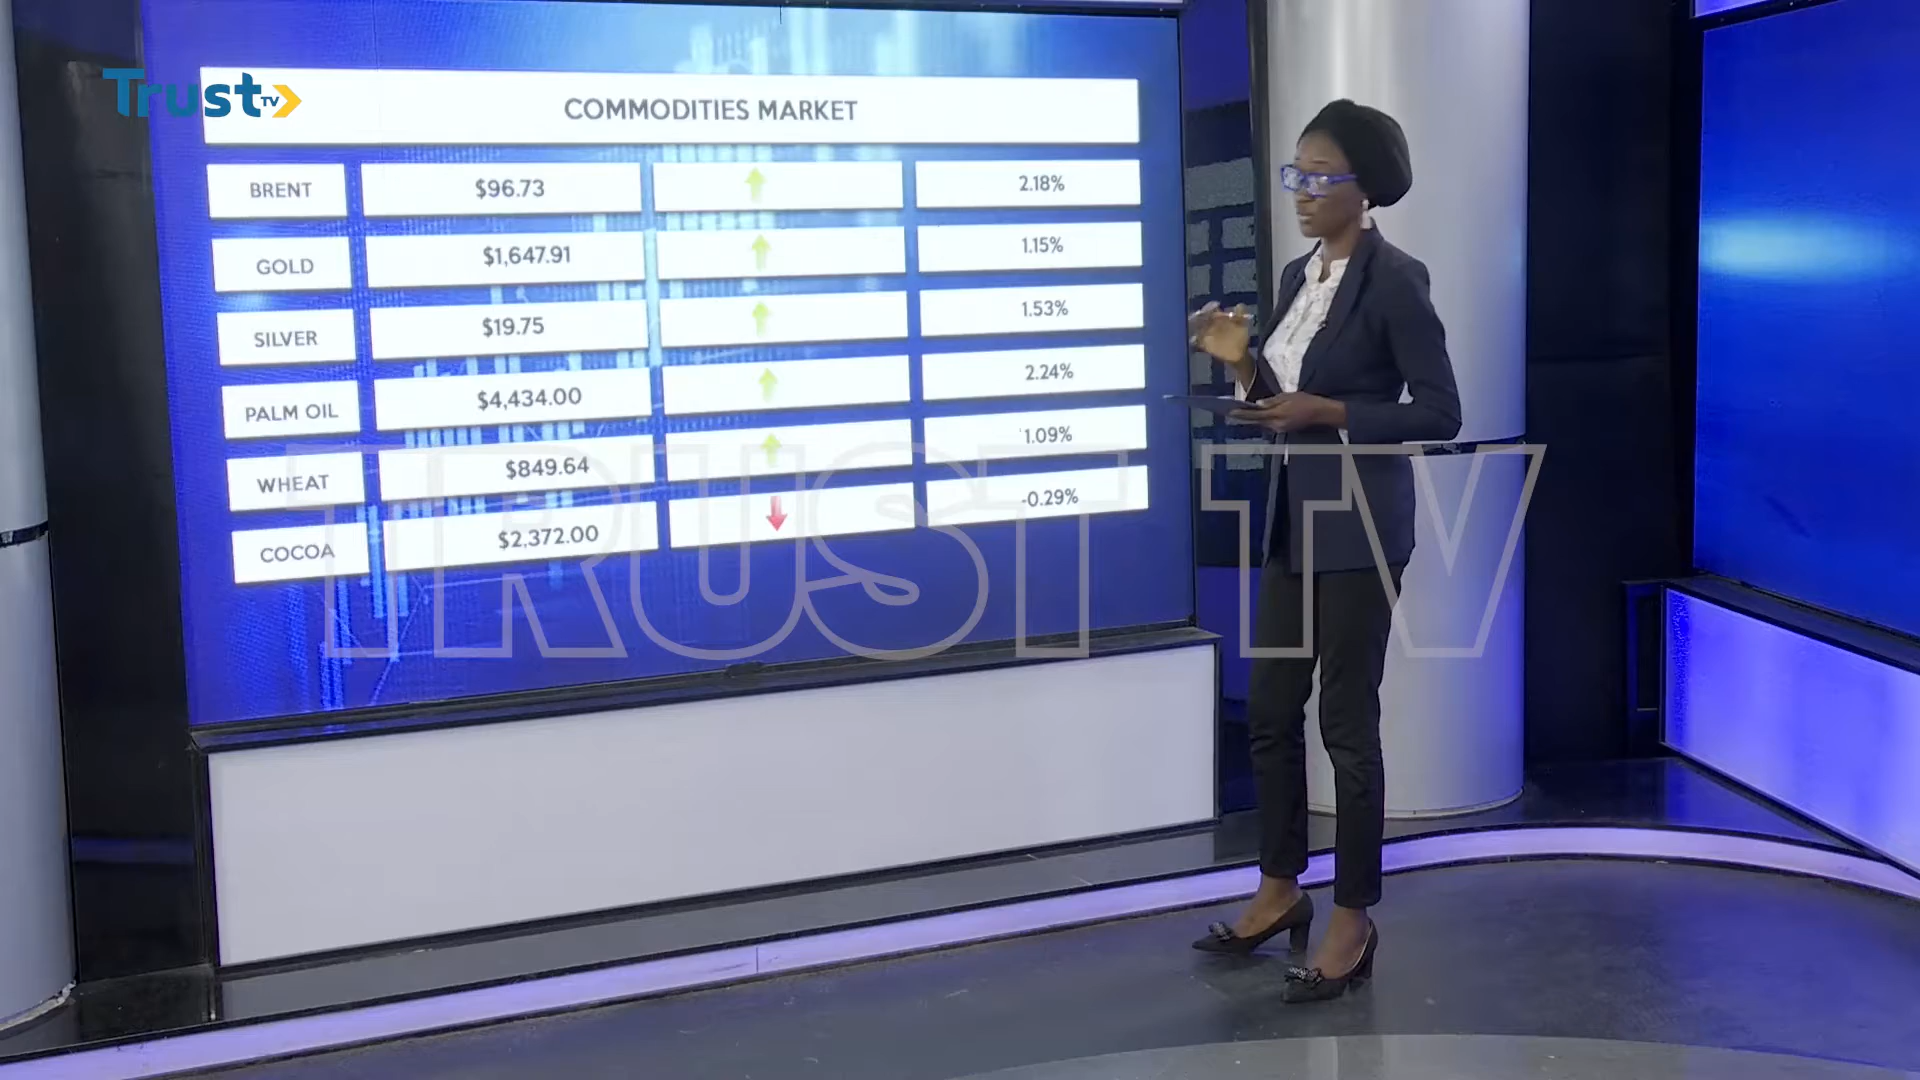 Trust TV
COMMODITIES MARKET
BRENT $96.73 2.18%
GOLD $1,647.91 1.15%
SILVER $19.75 1.53%
PALM OIL $4,434.00 2.24%
WHEAT $849.64 1.09%
COCOA $2,372.00 -0.29%
TRUST TV